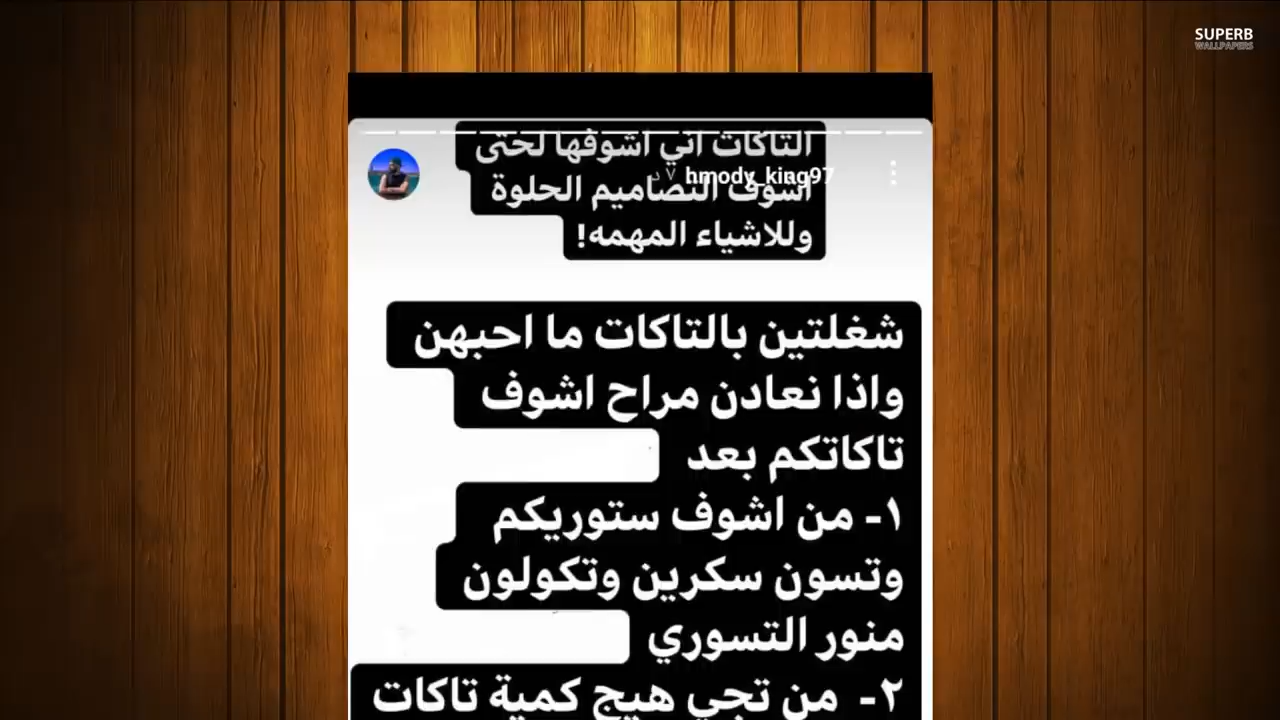 SUPERB
WALLPAPERS
التاكات اني اشوفها لحتى
hmody_king97 ٧ د
اشوف التصاميم الحلوة
وللاشياء المهمه!
شغلتين بالتاكات ما احبهن
واذا نعادن مراح اشوف
تاكاتكم بعد
١- من اشوف ستوريكم
وتسون سكرين وتكولون
منور التسوري
٢- من تجي هيج كمية تاكات